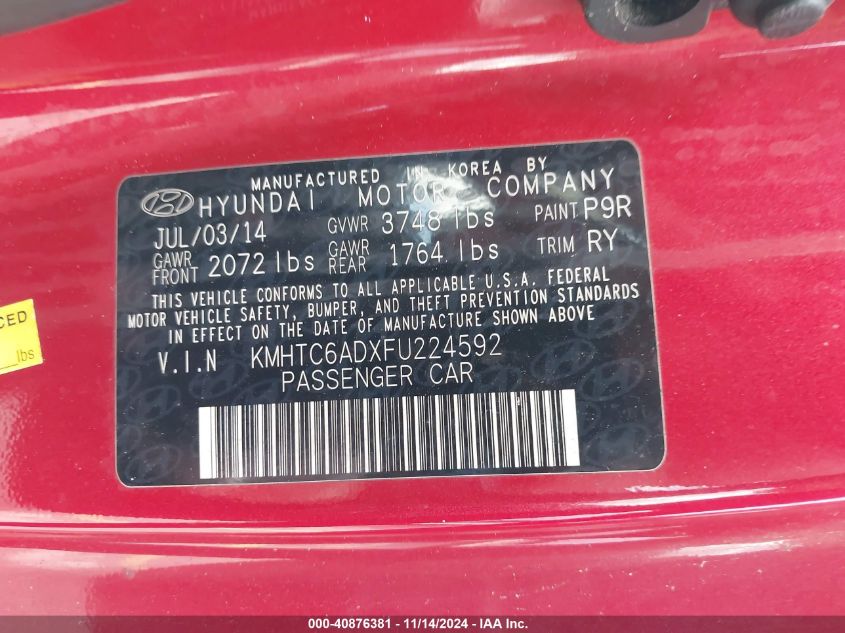 MANUFACTURED IN KOREA BY
HYUNDAI MOTOR COMPANY
JUL/03/14 GVWR 3748 lbs PAINT P9R
GAWR FRONT 2072 lbs GAWR REAR 1764 lbs TRIM RY
THIS VEHICLE CONFORMS TO ALL APPLICABLE U.S.A. FEDERAL
MOTOR VEHICLE SAFETY, BUMPER, AND THEFT PREVENTION STANDARDS
IN EFFECT ON THE DATE OF MANUFACTURE SHOWN ABOVE
V.I.N KMHTC6ADXFU224592
PASSENGER CAR
CED
lbs
000-40876381 - 11/14/2024 - IAA Inc.